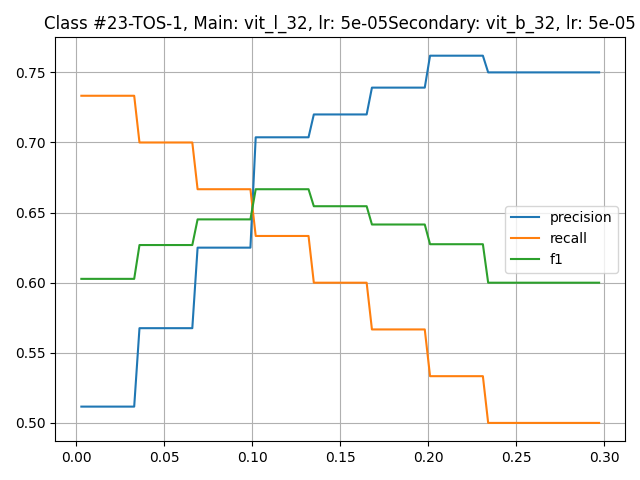 Class #23-TOS-1, Main: vit_l_32, lr: 5e-05Secondary: vit_b_32, lr: 5e-05
0.75
0.70
0.65
0.60
0.55
0.50
precision
recall
f1
0.00 0.05 0.10 0.15 0.20 0.25 0.30